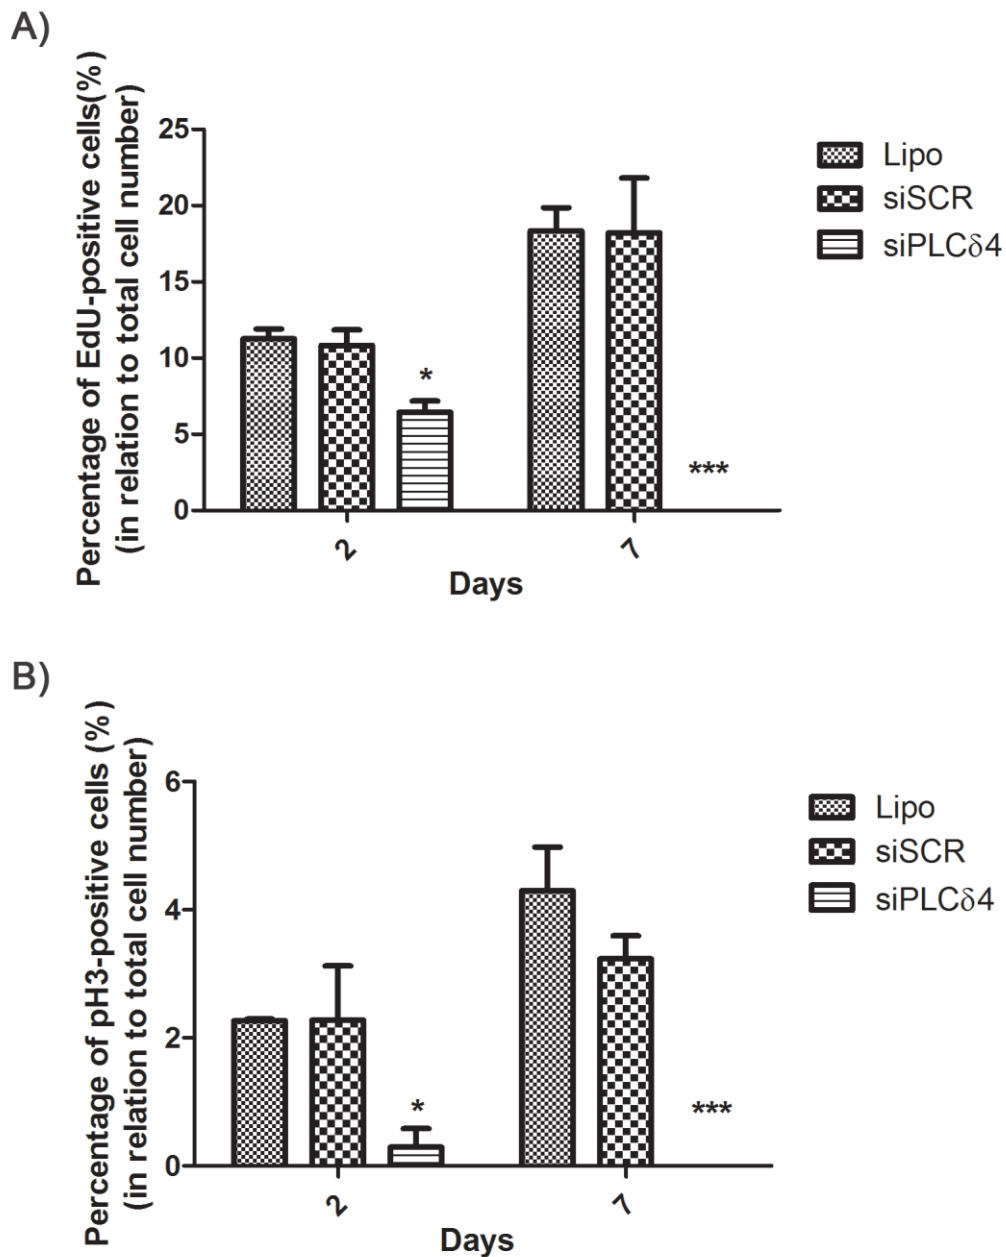 A)
Percentage of EdU-positive cells(%)
(in relation to total cell number)
25
20
15
10
5
0
*
***
2
7
Days
Lipo
siSCR
siPLCδ4
B)
Percentage of pH3-positive cells (%)
(in relation to total cell number)
6
4
2
0
*
***
2
7
Days
Lipo
siSCR
siPLCδ4